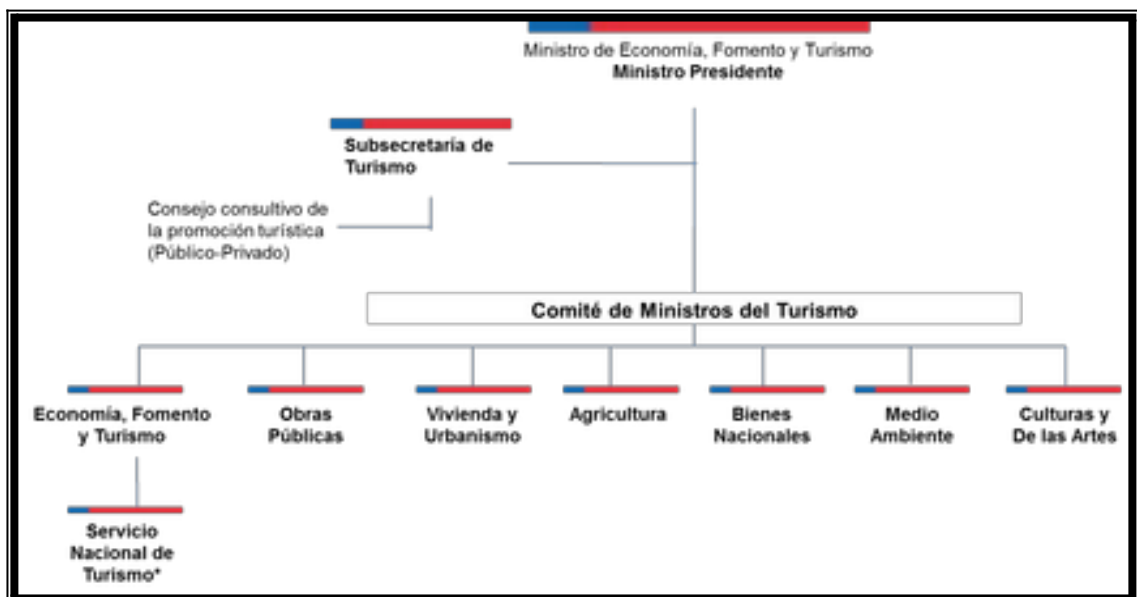 Ministro de Economía, Fomento y Turismo
Ministro Presidente
Subsecretaría de
Turismo
Consejo consultivo de
la promoción turística
(Público-Privado)
Comité de Ministros del Turismo
Economía, Fomento
y Turismo
Obras
Públicas
Vivienda y
Urbanismo
Agricultura
Bienes
Nacionales
Medio
Ambiente
Culturas y
De las Artes
Servicio
Nacional de
Turismo*